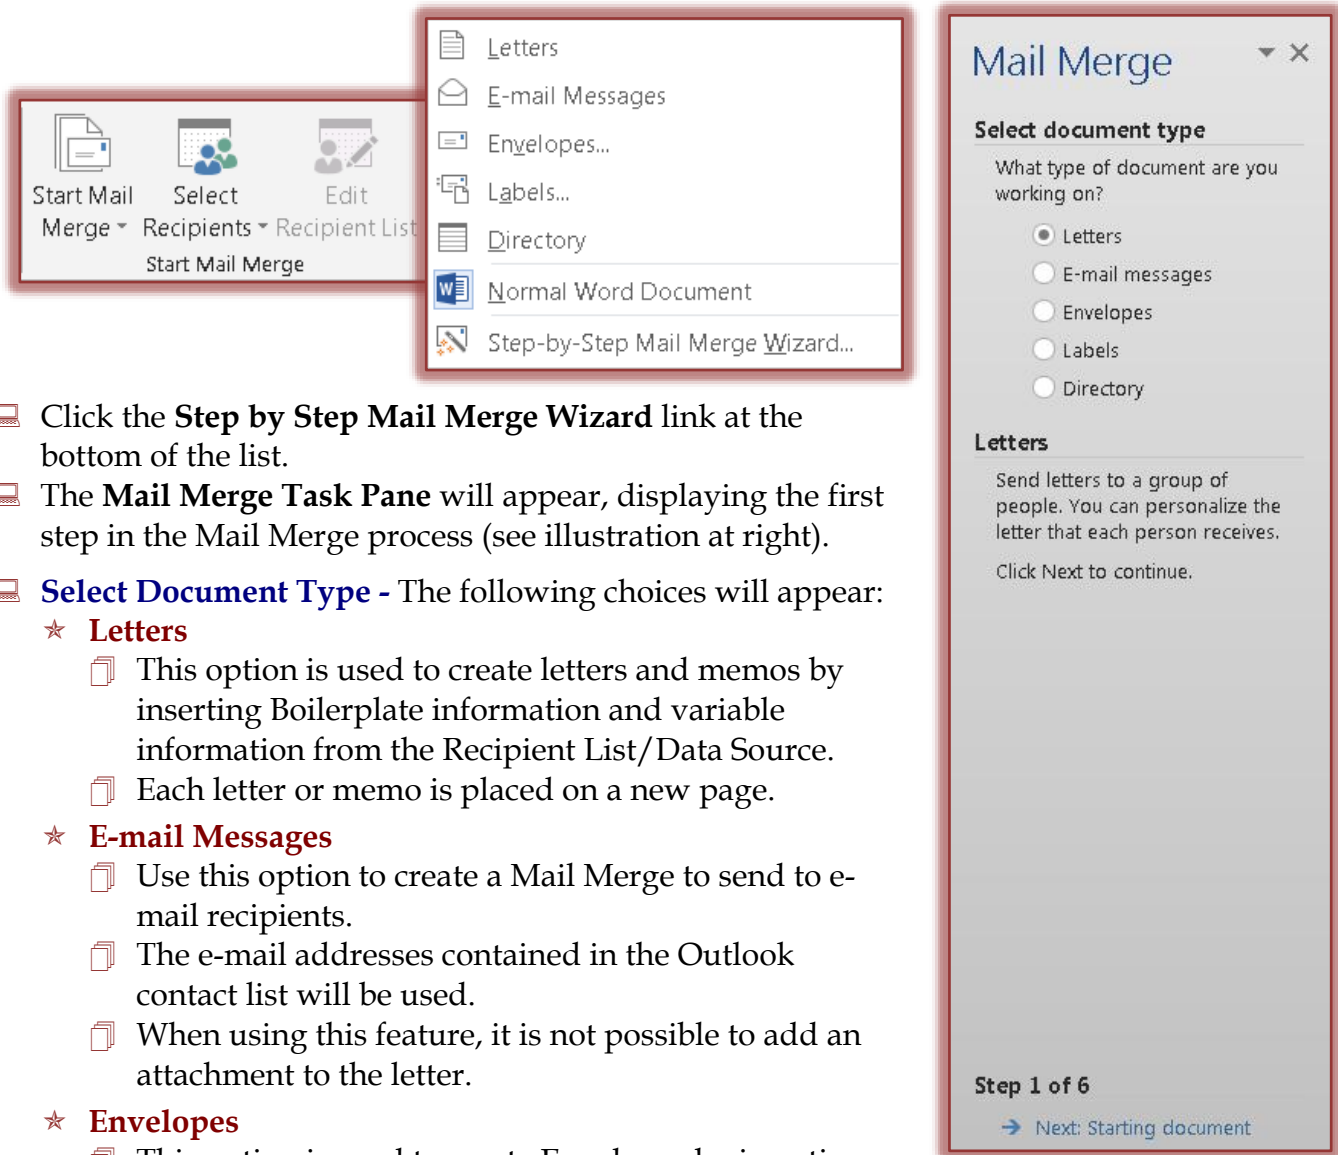 Start Mail
Merge
Select
Recipients
Edit
Recipient List
Start Mail Merge
Letters
E-mail Messages
Envelopes...
Labels...
Directory
Normal Word Document
Step-by-Step Mail Merge Wizard...
Click the Step by Step Mail Merge Wizard link at the
bottom of the list.
The Mail Merge Task Pane will appear, displaying the first
step in the Mail Merge process (see illustration at right).
Select Document Type - The following choices will appear:
Letters
This option is used to create letters and memos by
inserting Boilerplate information and variable
information from the Recipient List/Data Source.
Each letter or memo is placed on a new page.
E-mail Messages
Use this option to create a Mail Merge to send to e-
mail recipients.
The e-mail addresses contained in the Outlook
contact list will be used.
When using this feature, it is not possible to add an
attachment to the letter.
Envelopes
This option is used to create Envelopes by inserting
Mail Merge
Select document type
What type of document are you
working on?
Letters
E-mail messages
Envelopes
Labels
Directory
Letters
Send letters to a group of
people. You can personalize the
letter that each person receives.
Click Next to continue.
Step 1 of 6
Next: Starting document